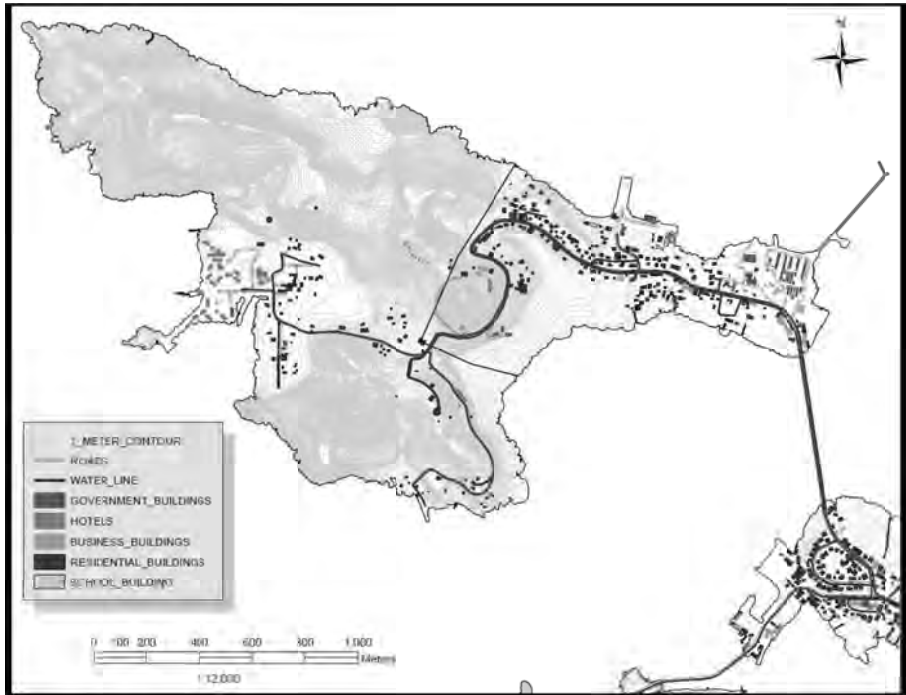 1_METER_CONTOUR
ROADS
WATER_LINE
GOVERNMENT_BUILDINGS
HOTELS
BUSINESS_BUILDINGS
RESIDENTIAL_BUILDINGS
SCHOOL_BUILDING
0 100 200 400 600 800 1,000
Meters
1:12,000